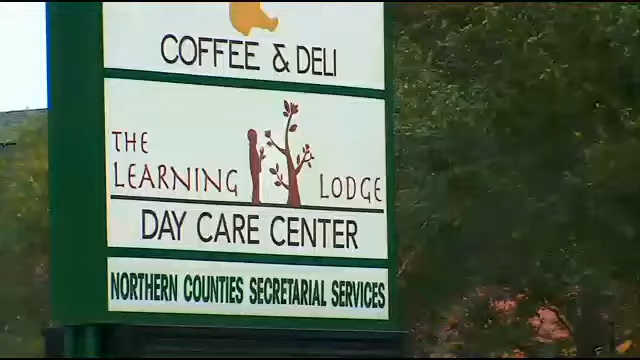 COFFEE & DELI
THE
LEARNING LODGE
DAY CARE CENTER
NORTHERN COUNTIES SECRETARIAL SERVICES